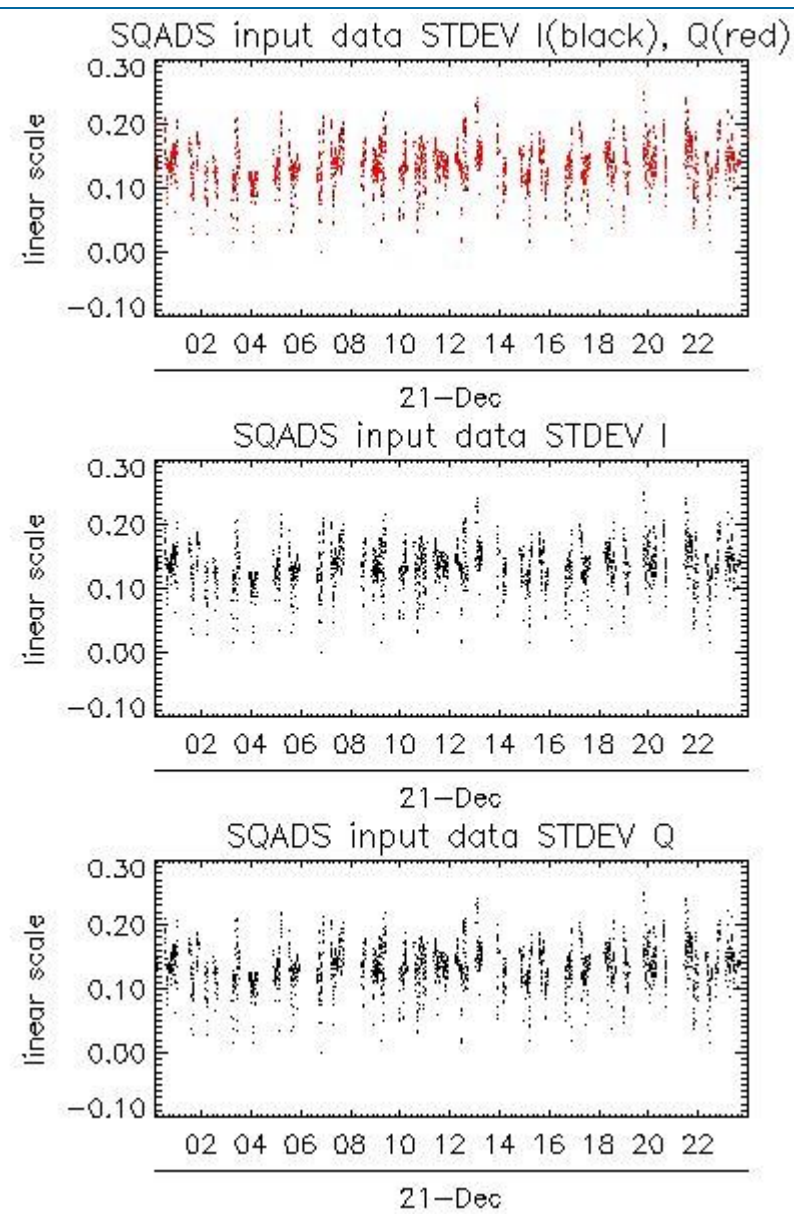 SQADS input data STDEV I(black), Q(red)
0.30
0.20
0.10
0.00
−0.10
linear scale
02 04 06 08 10 12 14 16 18 20 22
21−Dec
SQADS input data STDEV I
0.30
0.20
0.10
0.00
−0.10
linear scale
02 04 06 08 10 12 14 16 18 20 22
21−Dec
SQADS input data STDEV Q
0.30
0.20
0.10
0.00
−0.10
linear scale
02 04 06 08 10 12 14 16 18 20 22
21−Dec